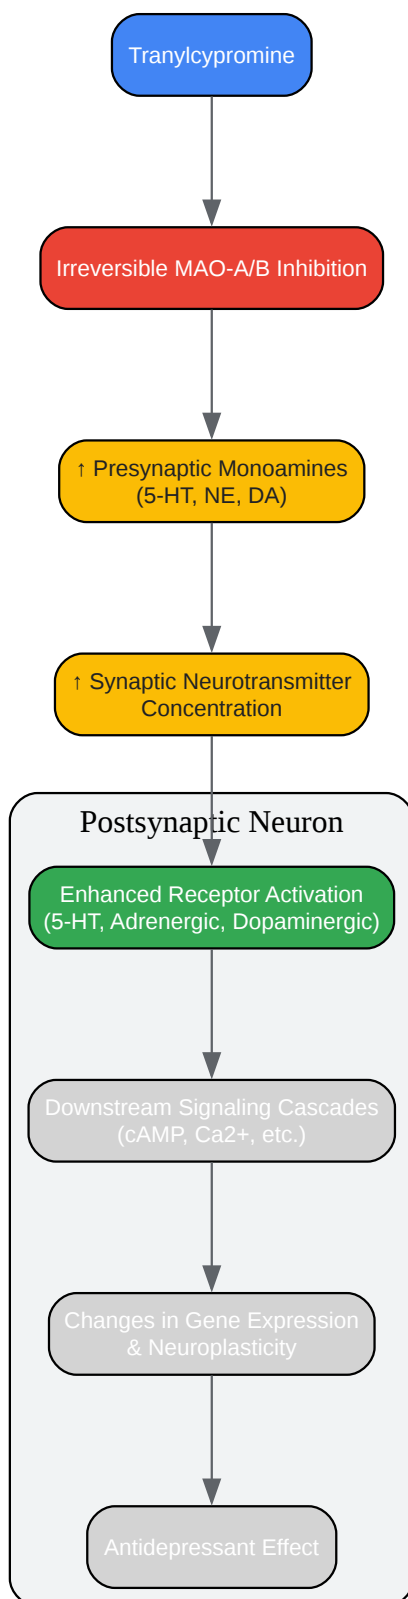 Tranylcypromine
Irreversible MAO-A/B Inhibition
↑ Presynaptic Monoamines
(5-HT, NE, DA)
↑ Synaptic Neurotransmitter
Concentration
Postsynaptic Neuron
Enhanced Receptor Activation
(5-HT, Adrenergic, Dopaminergic)
Downstream Signaling Cascades
(cAMP, Ca2+, etc.)
Changes in Gene Expression
& Neuroplasticity
Antidepressant Effect